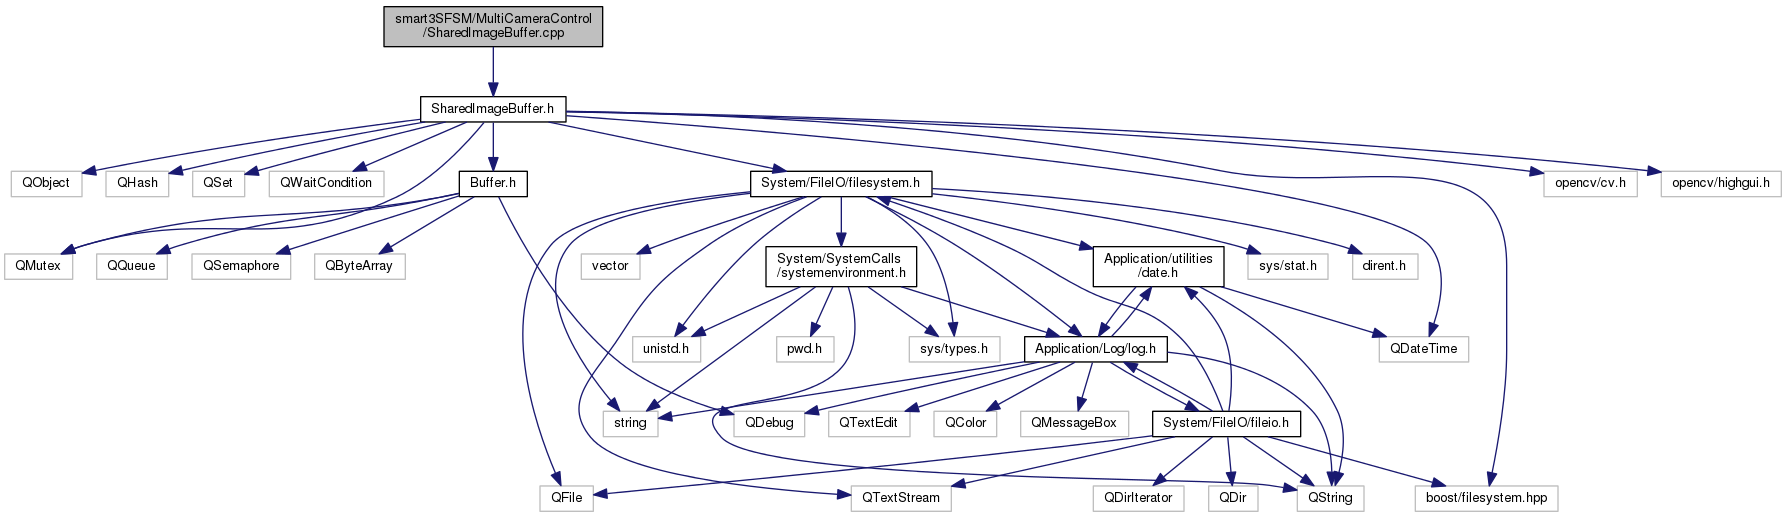 smart3SFSM/MultiCameraControl
/SharedImageBuffer.cpp
SharedImageBuffer.h
QObject
QHash
QSet
QWaitCondition
Buffer.h
System/FileIO/filesystem.h
opencv/cv.h
opencv/highgui.h
QMutex
QQueue
QSemaphore
QByteArray
vector
System/SystemCalls
/systemenvironment.h
Application/utilities
/date.h
sys/stat.h
dirent.h
unistd.h
pwd.h
sys/types.h
Application/Log/log.h
QDateTime
string
QDebug
QTextEdit
QColor
QMessageBox
System/FileIO/fileio.h
QFile
QTextStream
QDirIterator
QDir
QString
boost/filesystem.hpp